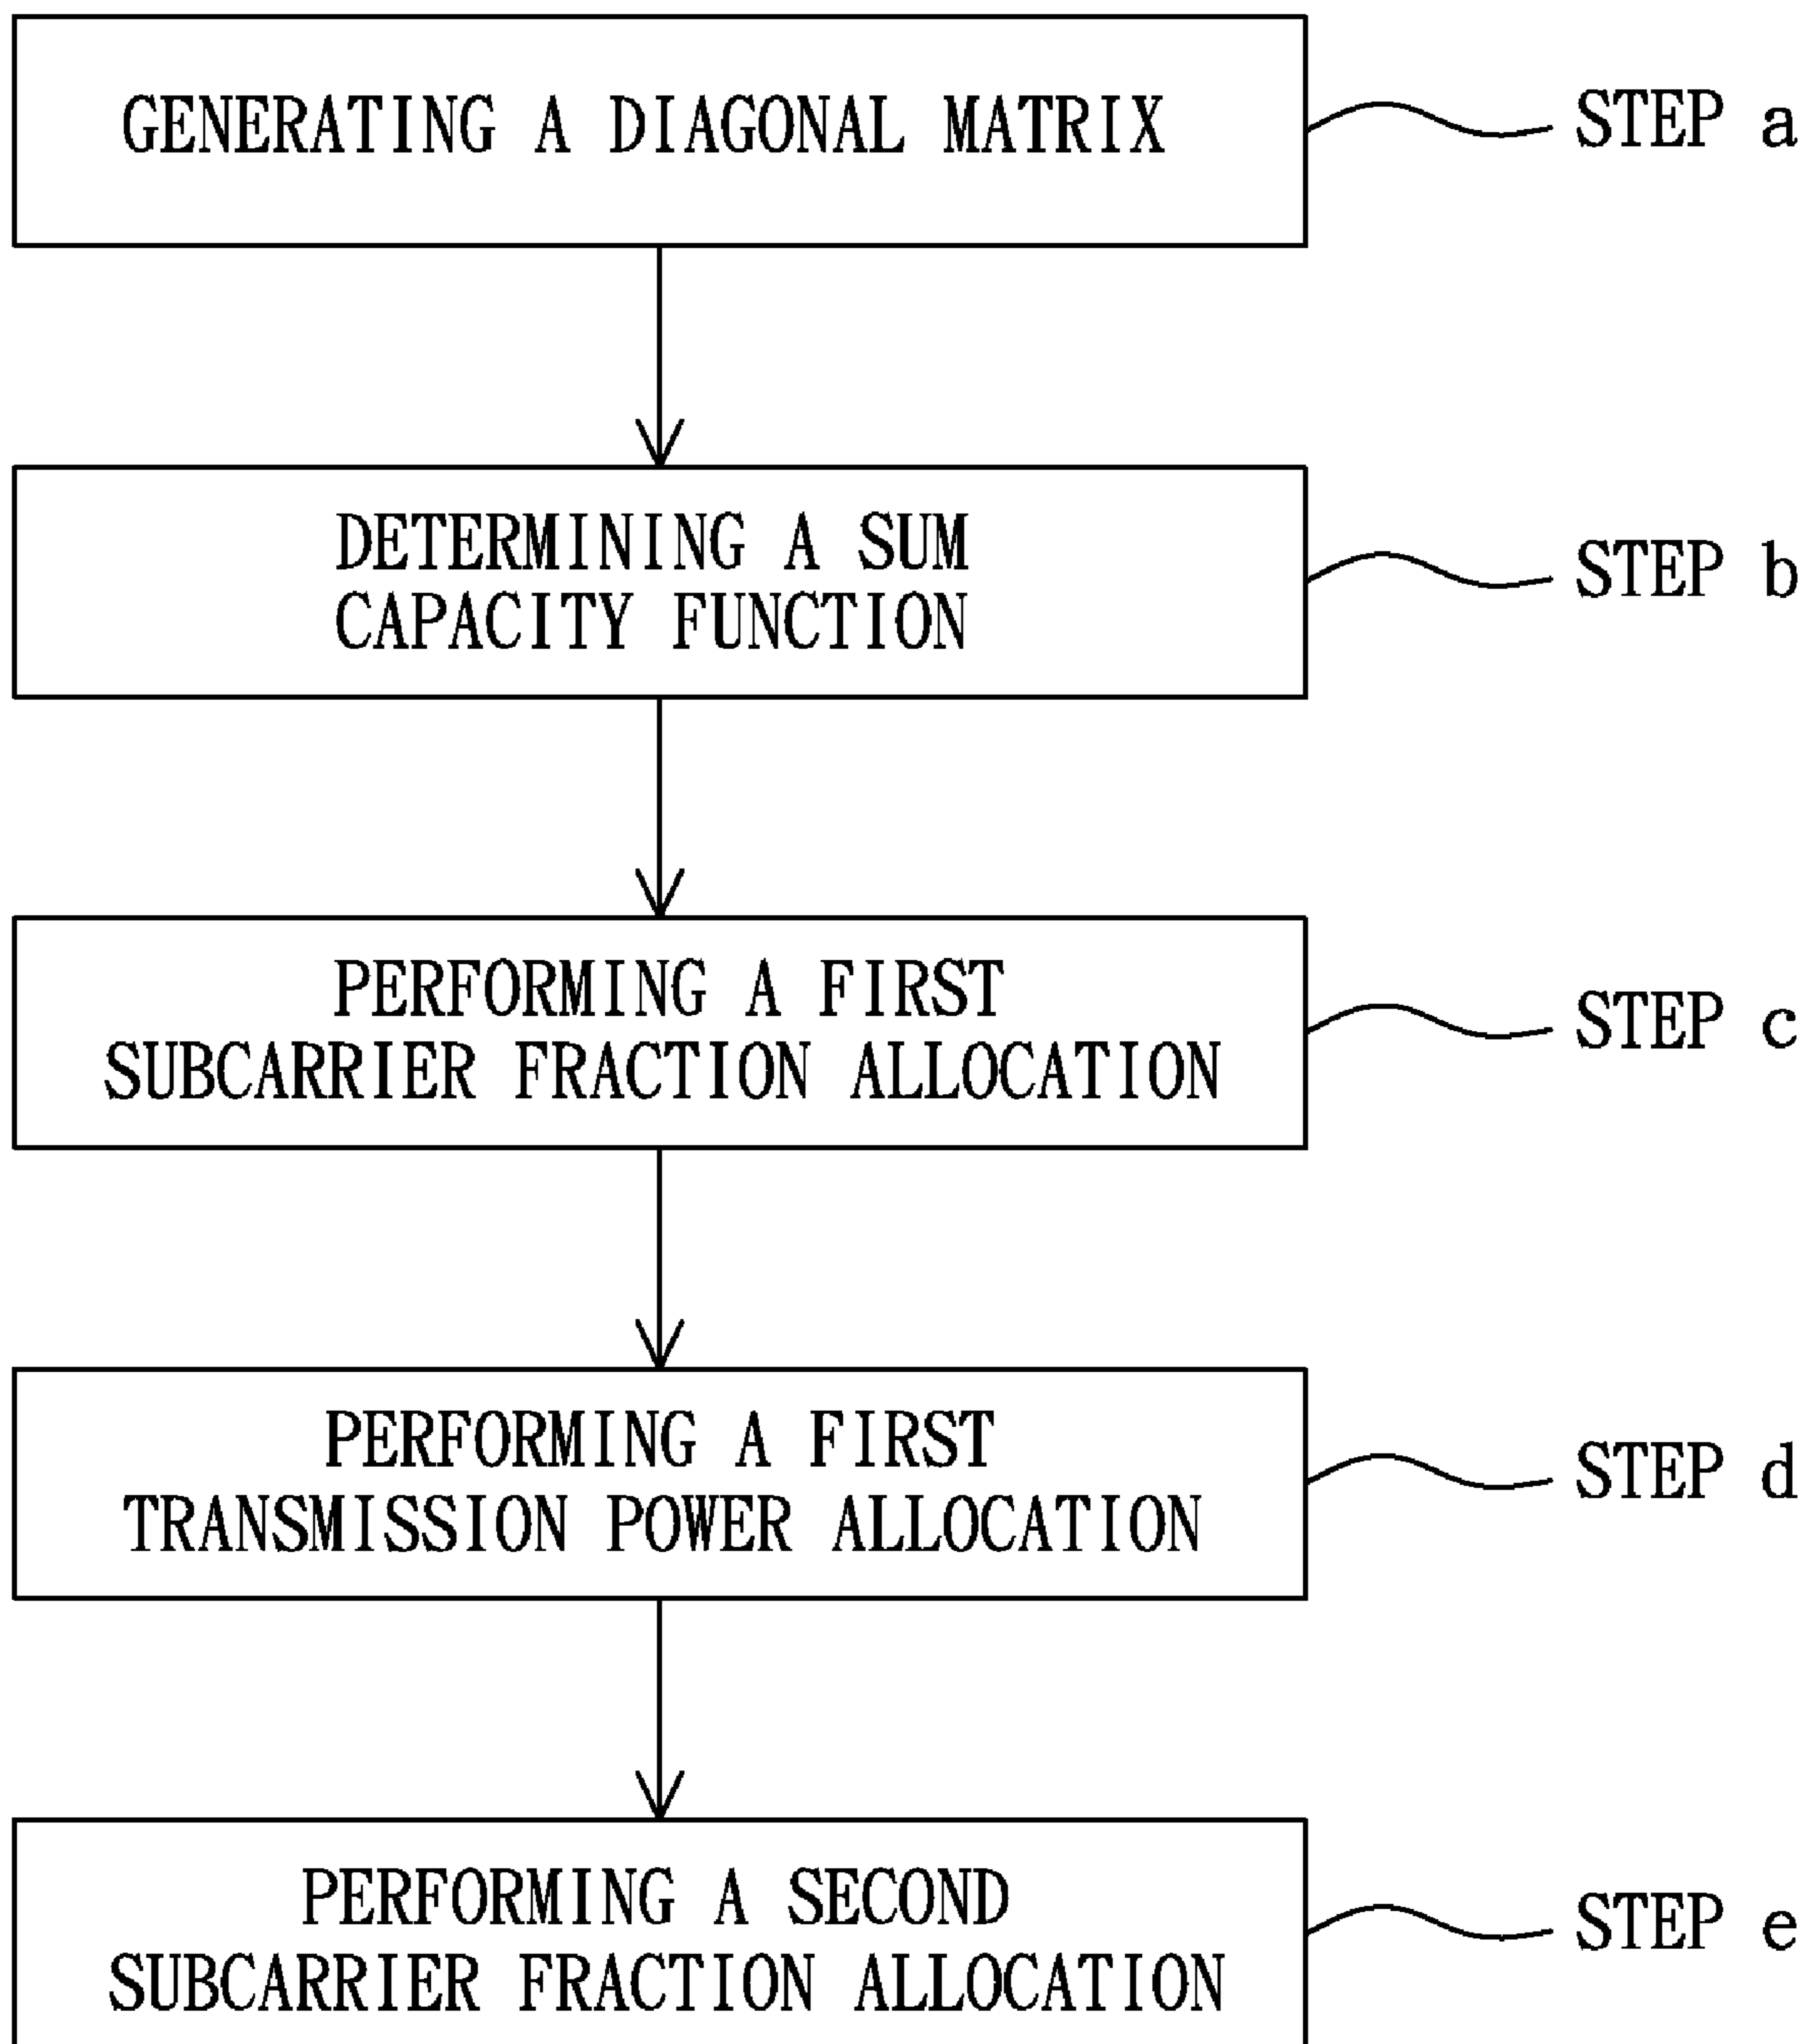 GENERATING A DIAGONAL MATRIX
STEP a
DETERMINING A SUM
CAPACITY FUNCTION
STEP b
PERFORMING A FIRST
SUBCARRIER FRACTION ALLOCATION
STEP c
PERFORMING A FIRST
TRANSMISSION POWER ALLOCATION
STEP d
PERFORMING A SECOND
SUBCARRIER FRACTION ALLOCATION
STEP e